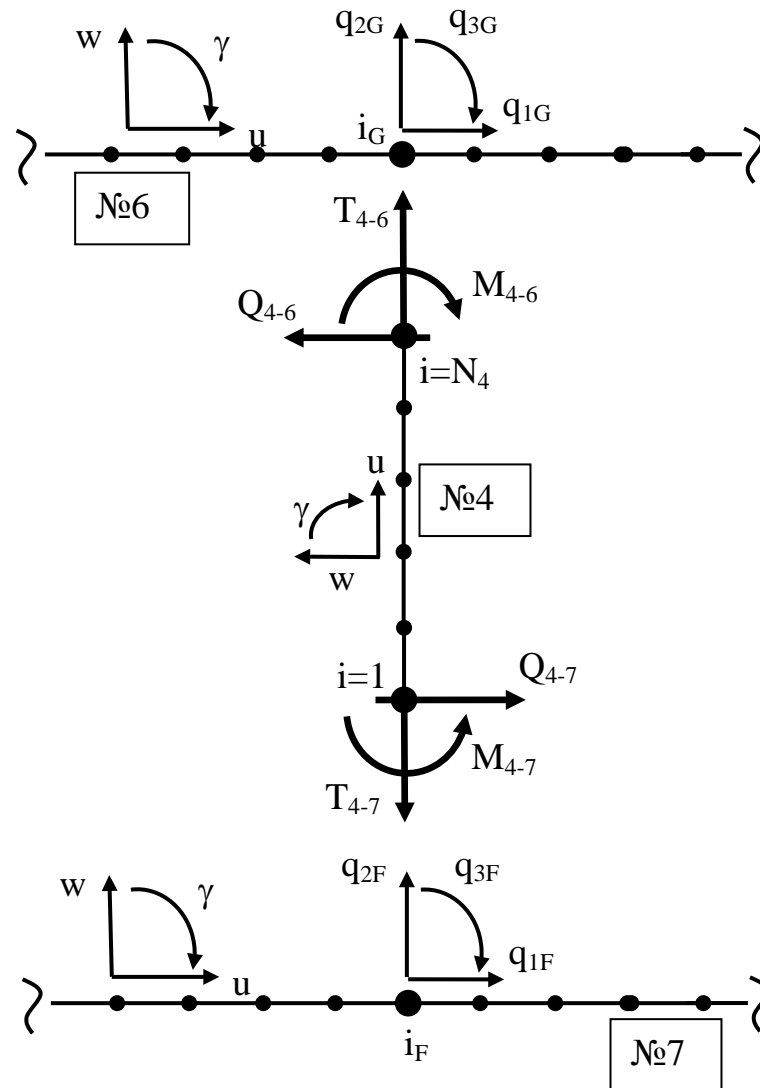 w γ u
q2G q3G q1G
iG
№6
T4-6
M4-6
Q4-6
i=N4
u
γ
w
№4
i=1
Q4-7
M4-7
T4-7
w γ u
q2F q3F q1F
iF
№7